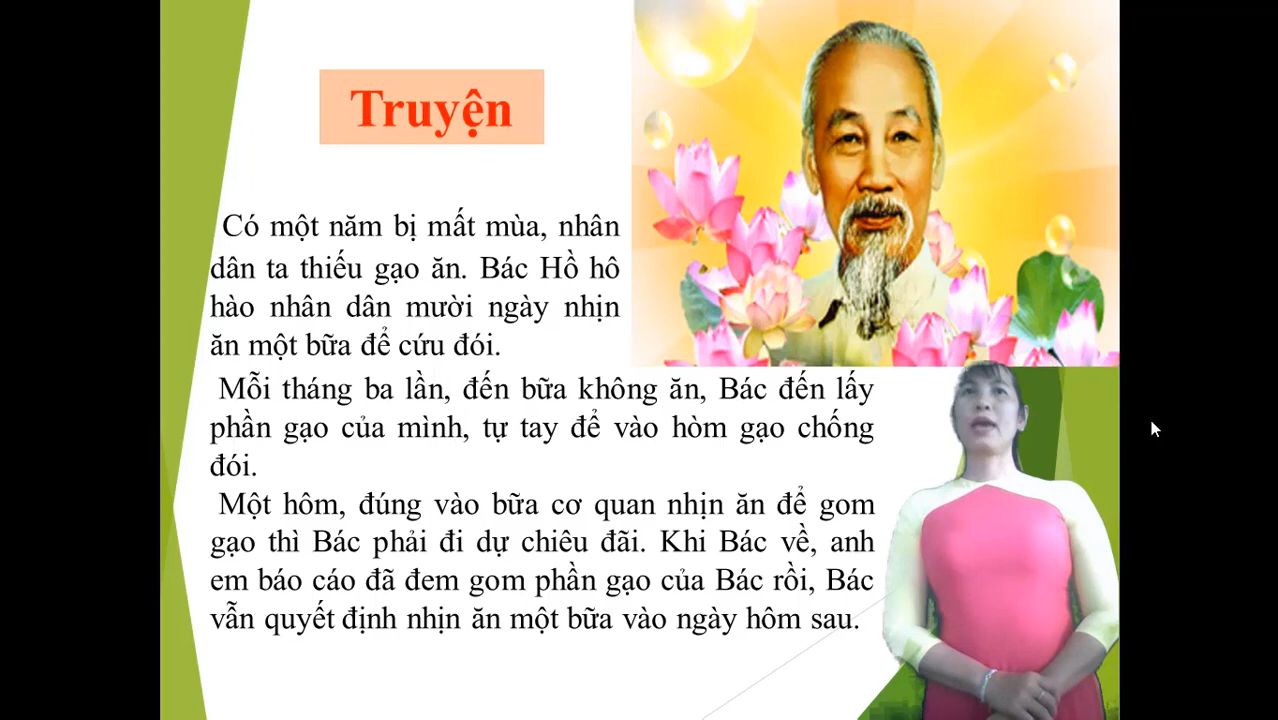 Truyện
Có một năm bị mất mùa, nhân
dân ta thiếu gạo ăn. Bác Hồ hô
hào nhân dân mười ngày nhịn
ăn một bữa để cứu đói.
Mỗi tháng ba lần, đến bữa không ăn, Bác đến lấy
phần gạo của mình, tự tay để vào hòm gạo chống
đói.
Một hôm, đúng vào bữa cơ quan nhịn ăn để gom
gạo thì Bác phải đi dự chiêu đãi. Khi Bác về, anh
em báo cáo đã đem gom phần gạo của Bác rồi, Bác
vẫn quyết định nhịn ăn một bữa vào ngày hôm sau.